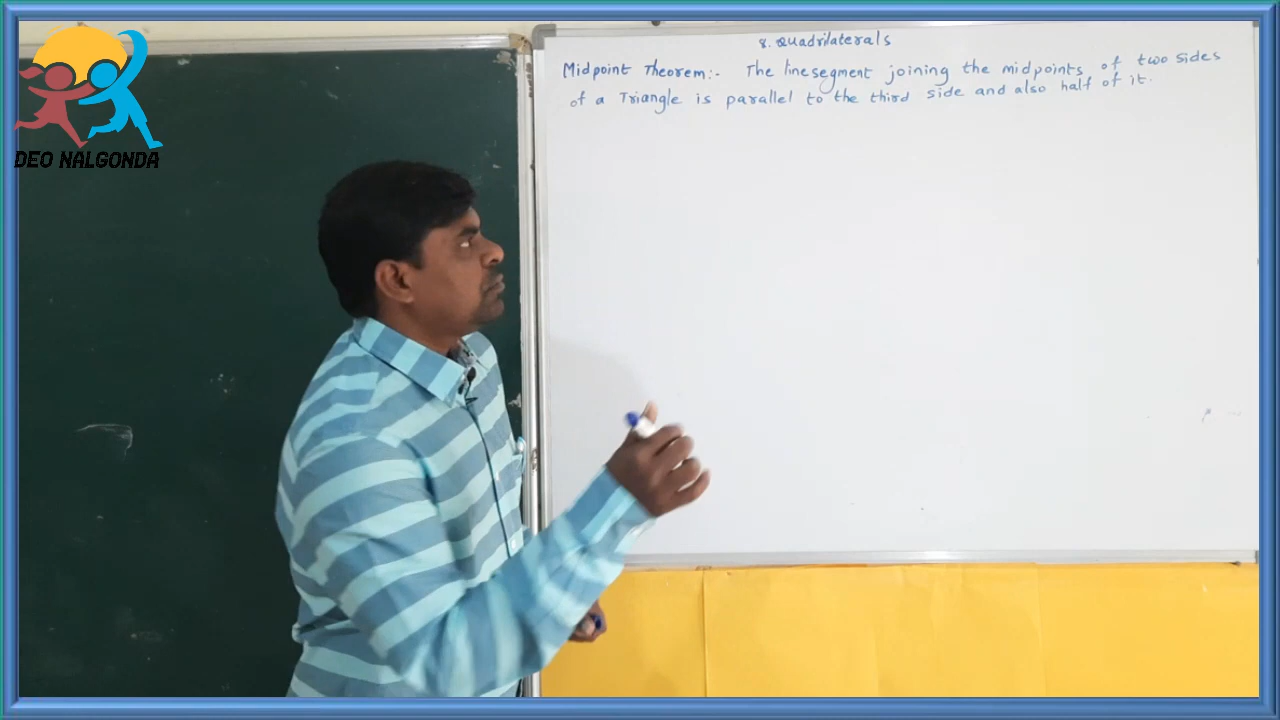 DEO NALGONDA
8. Quadrilaterals
Midpoint Theorem:- The linesegment joining the midpoints of two sides
of a Triangle is parallel to the third side and also half of it.